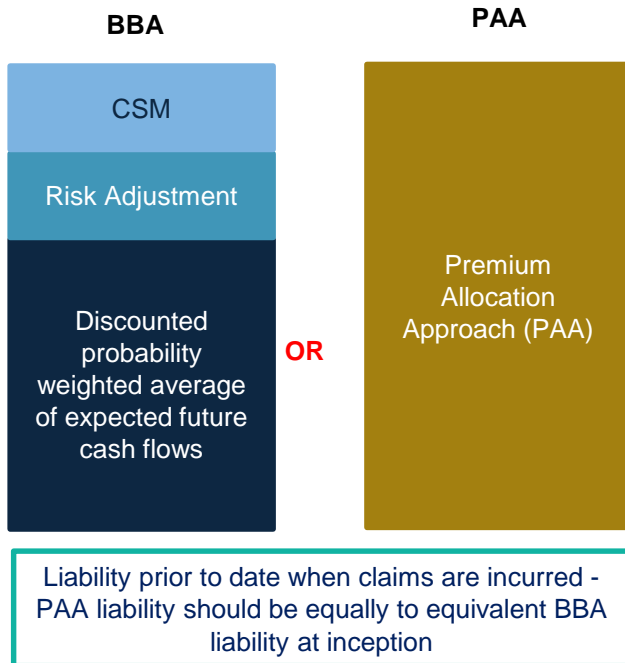 BBA
PAA
CSM
Risk Adjustment
Discounted
probability
weighted average
of expected future
cash flows
OR
Premium
Allocation
Approach (PAA)
Liability prior to date when claims are incurred -
PAA liability should be equally to equivalent BBA
liability at inception